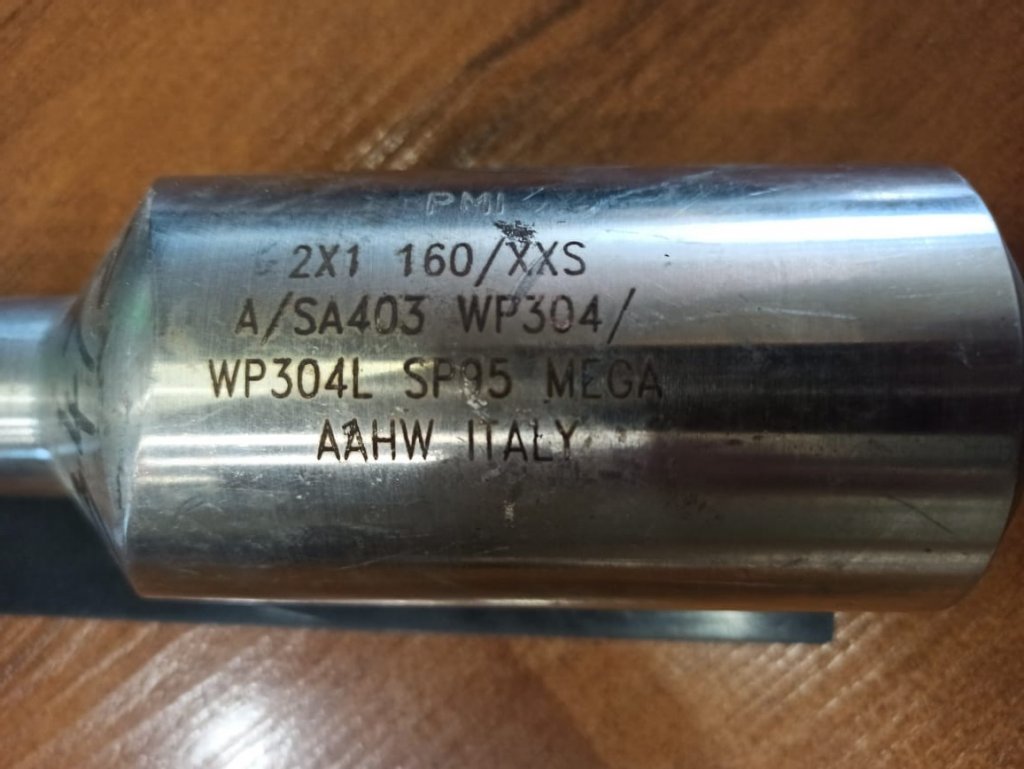 PMI
2X1 160/XXS
A/SA403 WP304/
WP304L SP95 MEGA
AAHW ITALY